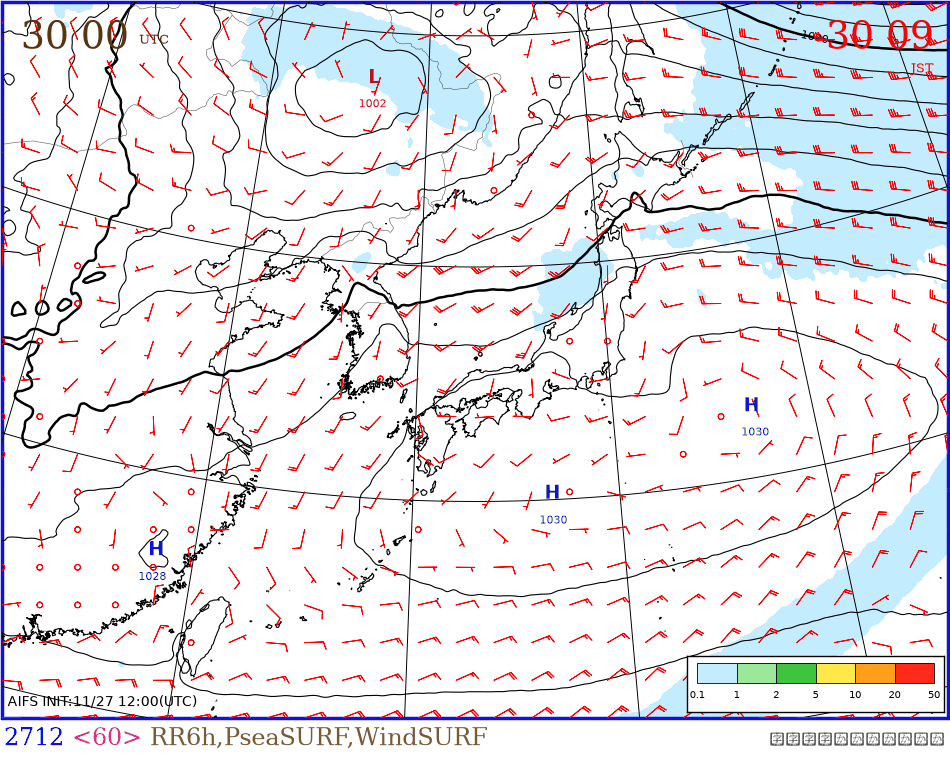 30 00 UTC
30 09
JST
L
1002
H
1030
H
1030
H
1028
AIFS INIT:11/27 12:00(UTC)
0.1 1 2 5 10 20 50
2712 <60> RR6h,PseaSURF,WindSURF